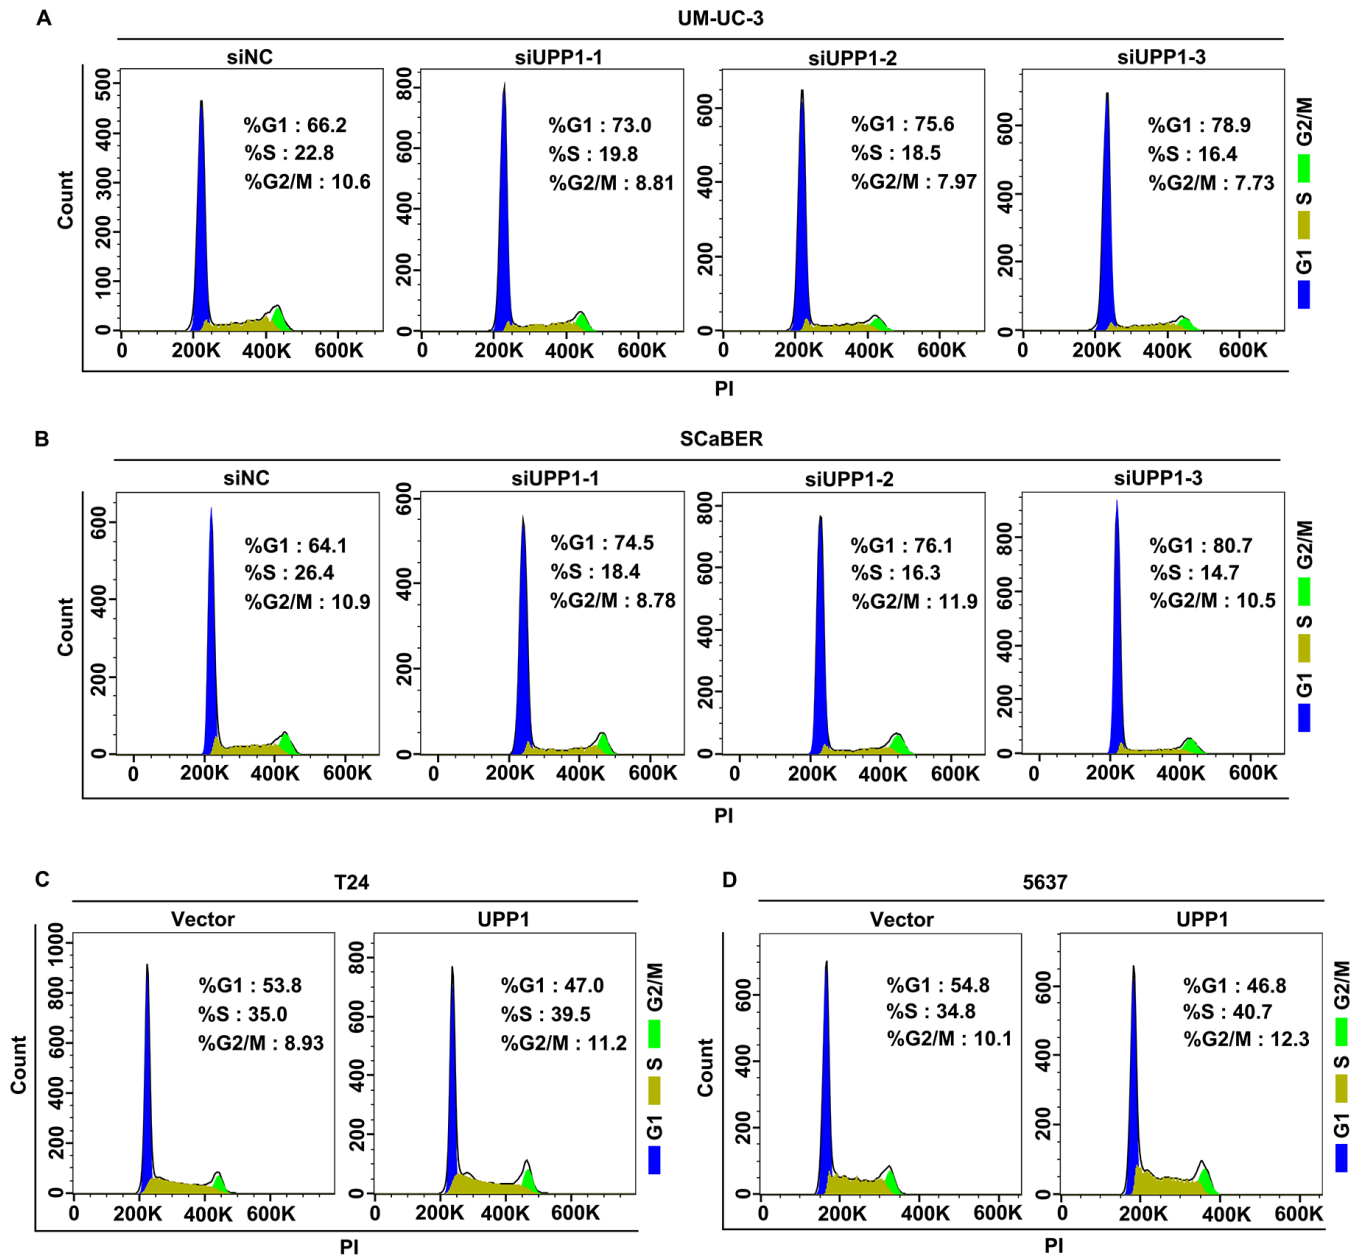 A
UM-UC-3
siNC
siUPP1-1
siUPP1-2
siUPP1-3
Count
500
400
300
200
100
0
%G1 : 66.2
%S : 22.8
%G2/M : 10.6
0 200K 400K 600K
800
600
400
200
0
%G1 : 73.0
%S : 19.8
%G2/M : 8.81
0 200K 400K 600K
600
400
200
0
%G1 : 75.6
%S : 18.5
%G2/M : 7.97
0 200K 400K 600K
600
400
200
0
%G1 : 78.9
%S : 16.4
%G2/M : 7.73
0 200K 400K 600K
G1 S G2/M
PI
B
SCaBER
siNC
siUPP1-1
siUPP1-2
siUPP1-3
Count
600
400
200
0
%G1 : 64.1
%S : 26.4
%G2/M : 10.9
0 200K 400K 600K
600
400
200
0
%G1 : 74.5
%S : 18.4
%G2/M : 8.78
0 200K 400K 600K
800
600
400
200
0
%G1 : 76.1
%S : 16.3
%G2/M : 11.9
0 200K 400K 600K
800
600
400
200
0
%G1 : 80.7
%S : 14.7
%G2/M : 10.5
0 200K 400K 600K
G1 S G2/M
PI
C
T24
Vector
UPP1
Count
1000
800
600
400
200
0
%G1 : 53.8
%S : 35.0
%G2/M : 8.93
0 200K 400K 600K
800
600
400
200
0
%G1 : 47.0
%S : 39.5
%G2/M : 11.2
0 200K 400K 600K
G1 S G2/M
PI
D
5637
Vector
UPP1
Count
600
400
200
0
%G1 : 54.8
%S : 34.8
%G2/M : 10.1
0 200K 400K 600K
600
400
200
0
%G1 : 46.8
%S : 40.7
%G2/M : 12.3
0 200K 400K 600K
G1 S G2/M
PI